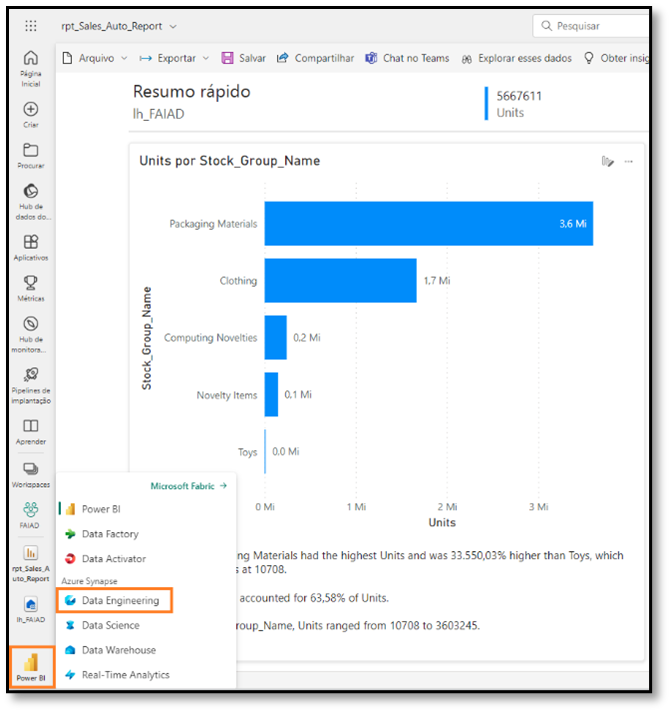 rpt_Sales_Auto_Report
Pesquisar
Arquivo
Exportar
Salvar
Compartilhar
Chat no Teams
Explorar esses dados
Obter insig
Página
Inicial
Criar
Procurar
Hub de
dados do...
Aplicativos
Métricas
Hub de
monitora...
Pipelines de
implantação
Aprender
Workspaces
FAIAD
rpt_Sales_A
uto_Report
lh_FAIAD
Power BI
Resumo rápido
lh_FAIAD
5667611
Units
Units por Stock_Group_Name
Stock_Group_Name
Packaging Materials
3.6 Mi
Clothing
1.7 Mi
Computing Novelties
0.2 Mi
Novelty Items
0.1 Mi
Toys
0.0 Mi
0 Mi
1 Mi
2 Mi
3 Mi
Units
ng Materials had the highest Units and was 33.550,03% higher than Toys, which
s at 10708.
accounted for 63,58% of Units.
oup_Name, Units ranged from 10708 to 3603245.
Microsoft Fabric →
Power BI
Data Factory
Data Activator
Azure Synapse
Data Engineering
Data Science
Data Warehouse
Real-Time Analytics